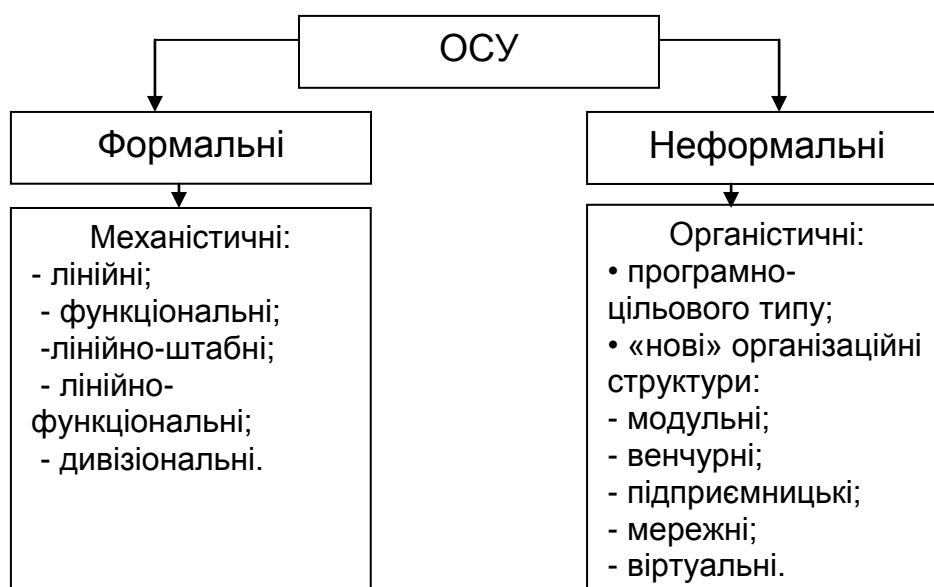 ОСУ
Формальні
Неформальні
Механістичні:
- лінійні;
- функціональні;
-лінійно-штабні;
- лінійно-
функціональні;
- дивізіональні.
Органістичні:
• програмно-
цільового типу;
• «нові» організаційні
структури:
- модульні;
- венчурні;
- підприємницькі;
- мережні;
- віртуальні.